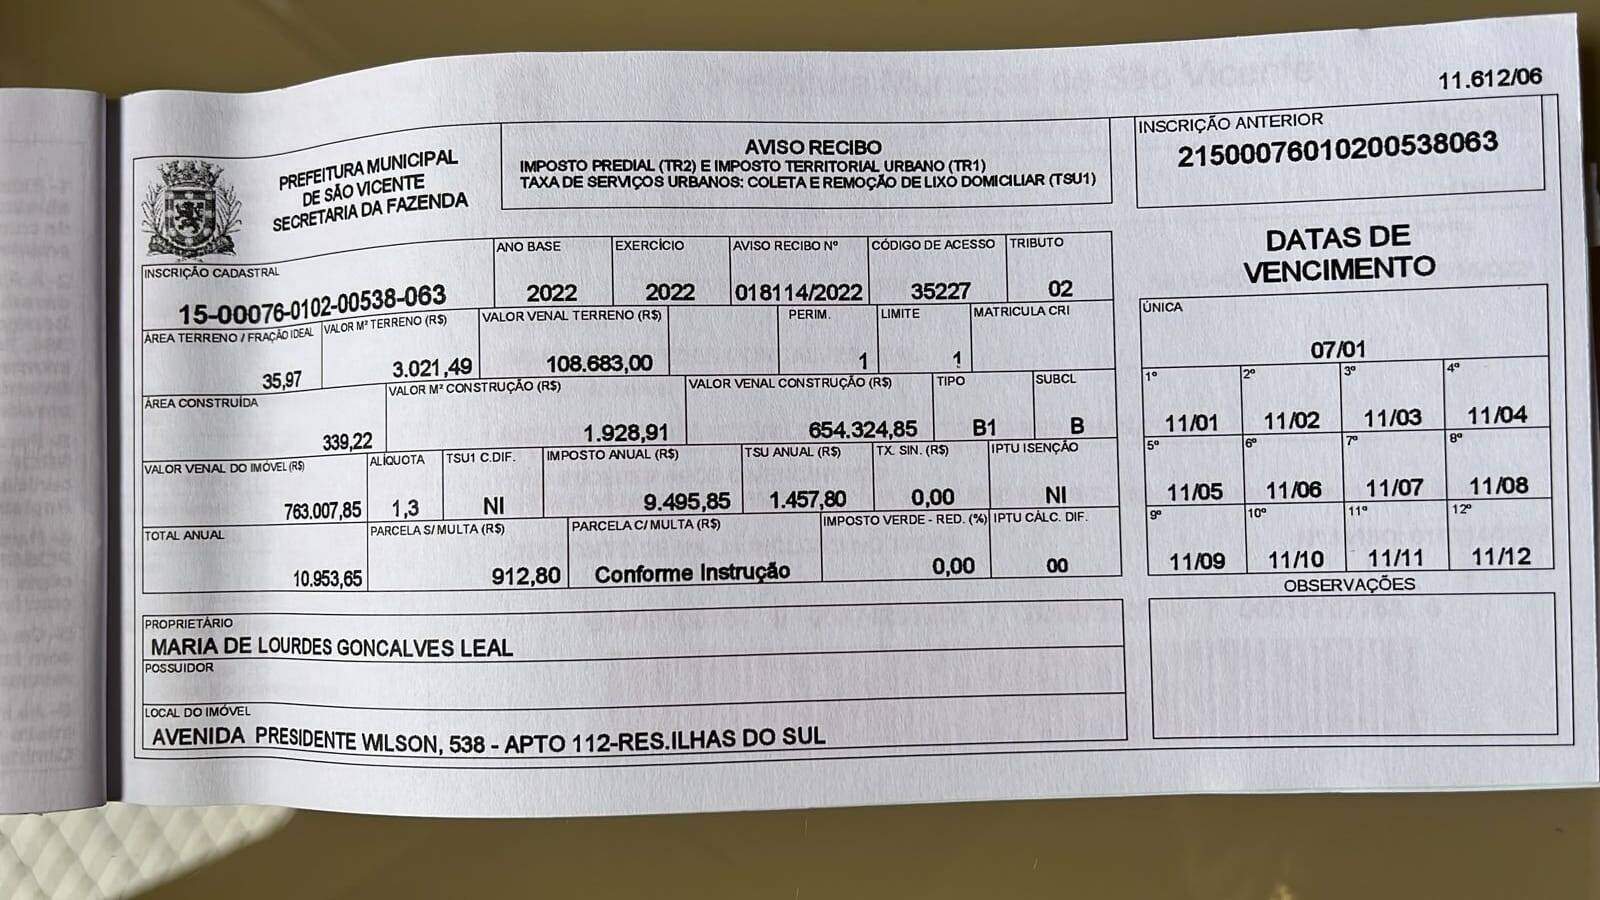 11.612/06
PREFEITURA MUNICIPAL
DE SÃO VICENTE
SECRETARIA DA FAZENDA
AVISO RECIBO
IMPOSTO PREDIAL (TR2) E IMPOSTO TERRITORIAL URBANO (TR1)
TAXA DE SERVIÇOS URBANOS: COLETA E REMOÇÃO DE LIXO DOMICILIAR (TSU1)
INSCRIÇÃO ANTERIOR
21500076010200538063
INSCRIÇÃO CADASTRAL ANO BASE EXERCÍCIO AVISO RECIBO Nº CÓDIGO DE ACESSO TRIBUTO
15-00076-0102-00538-063 2022 2022 018114/2022 35227 02
ÁREA TERRENO / FRAÇÃO IDEAL VALOR M² TERRENO (R$) VALOR VENAL TERRENO (R$) PERIM. LIMITE MATRICULA CRI
35,97 3.021,49 108.683,00 1 1
ÁREA CONSTRUÍDA VALOR M² CONSTRUÇÃO (R$) VALOR VENAL CONSTRUÇÃO (R$) TIPO SUBCL
339,22 1.928,91 654.324,85 B1 B
VALOR VENAL DO IMÓVEL (R$) ALÍQUOTA TSU1 C.DIF. IMPOSTO ANUAL (R$) TSU ANUAL (R$) TX. SIN. (R$) IPTU ISENÇÃO
763.007,85 1,3 NI 9.495,85 1.457,80 0,00 NI
TOTAL ANUAL PARCELA S/ MULTA (R$) PARCELA C/ MULTA (R$) IMPOSTO VERDE - RED. (%) IPTU CÁLC. DIF.
10.953,65 912,80 Conforme Instrução 0,00 00
PROPRIETÁRIO
MARIA DE LOURDES GONCALVES LEAL
POSSUIDOR
LOCAL DO IMÓVEL
AVENIDA PRESIDENTE WILSON, 538 - APTO 112-RES.ILHAS DO SUL
DATAS DE
VENCIMENTO
ÚNICA
07/01
1º 2º 3º 4º
11/01 11/02 11/03 11/04
5º 6º 7º 8º
11/05 11/06 11/07 11/08
9º 10º 11º 12º
11/09 11/10 11/11 11/12
OBSERVAÇÕES